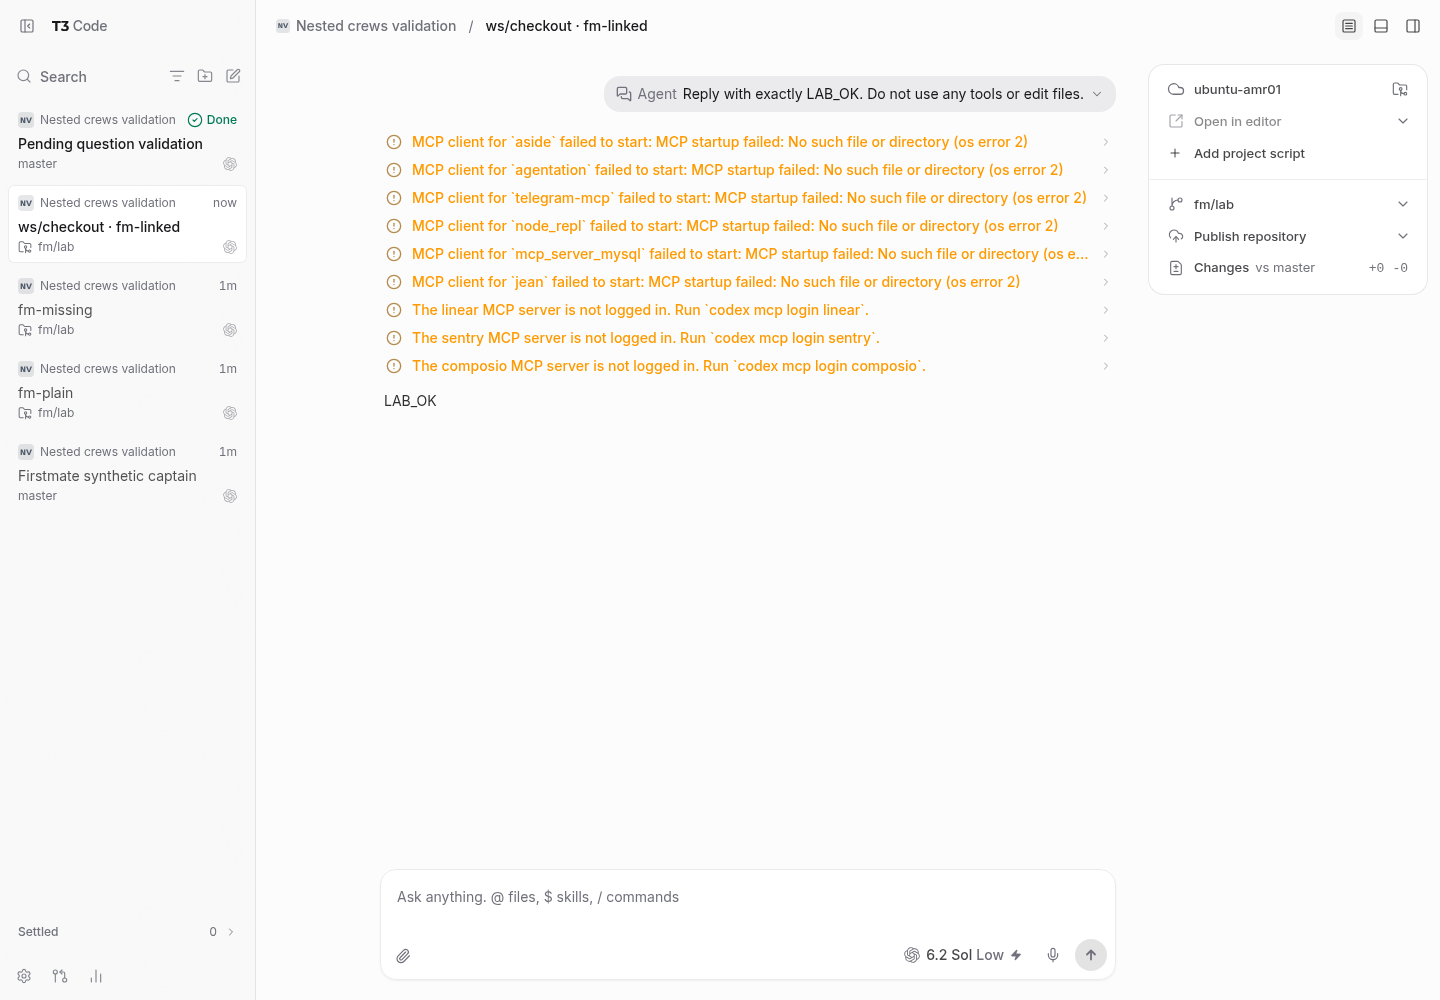 T3 Code
Search
NV Nested crews validation Done
Pending question validation
master
NV Nested crews validation now
ws/checkout · fm-linked
fm/lab
NV Nested crews validation 1m
fm-missing
fm/lab
NV Nested crews validation 1m
fm-plain
fm/lab
NV Nested crews validation 1m
Firstmate synthetic captain
master
Settled 0
NV Nested crews validation / ws/checkout · fm-linked
Agent Reply with exactly LAB_OK. Do not use any tools or edit files.
MCP client for `aside` failed to start: MCP startup failed: No such file or directory (os error 2)
MCP client for `agentation` failed to start: MCP startup failed: No such file or directory (os error 2)
MCP client for `telegram-mcp` failed to start: MCP startup failed: No such file or directory (os error 2)
MCP client for `node_repl` failed to start: MCP startup failed: No such file or directory (os error 2)
MCP client for `mcp_server_mysql` failed to start: MCP startup failed: No such file or directory (os e...
MCP client for `jean` failed to start: MCP startup failed: No such file or directory (os error 2)
The linear MCP server is not logged in. Run `codex mcp login linear`.
The sentry MCP server is not logged in. Run `codex mcp login sentry`.
The composio MCP server is not logged in. Run `codex mcp login composio`.
LAB_OK
Ask anything. @ files, $ skills, / commands
6.2 Sol Low
ubuntu-amr01
Open in editor
Add project script
fm/lab
Publish repository
Changes vs master +0 -0